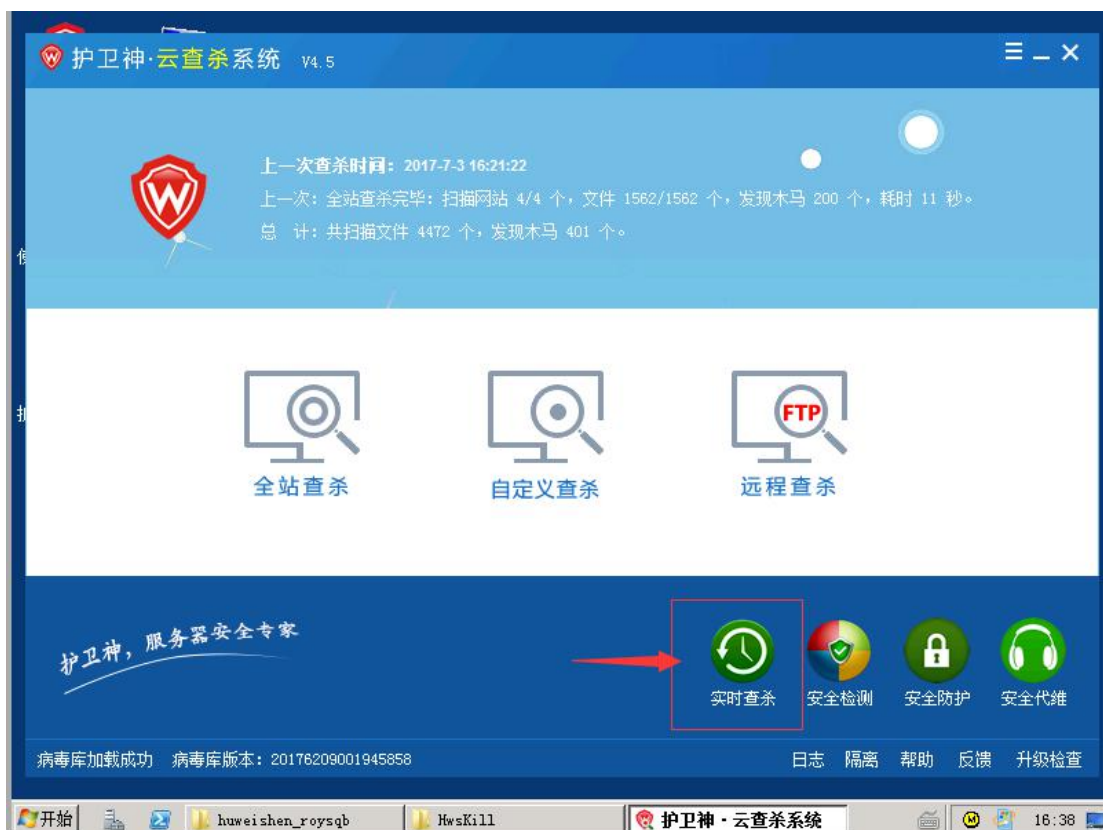 护卫神·云查杀系统 V4.5
上一次查杀时间：2017-7-3 16:21:22
上一次：全站查杀完毕：扫描网站 4/4 个，文件 1562/1562 个，发现木马 200 个，耗时 11 秒。
总 计：共扫描文件 4472 个，发现木马 401 个。
FTP
全站查杀 自定义查杀 远程查杀
护卫神，服务器安全专家
实时查杀 安全检测 安全防护 安全代维
病毒库加载成功 病毒库版本：20176209001945858 日志 隔离 帮助 反馈 升级检查
开始 huweishen_roysqb HwsKill 护卫神·云查杀系统 16:38